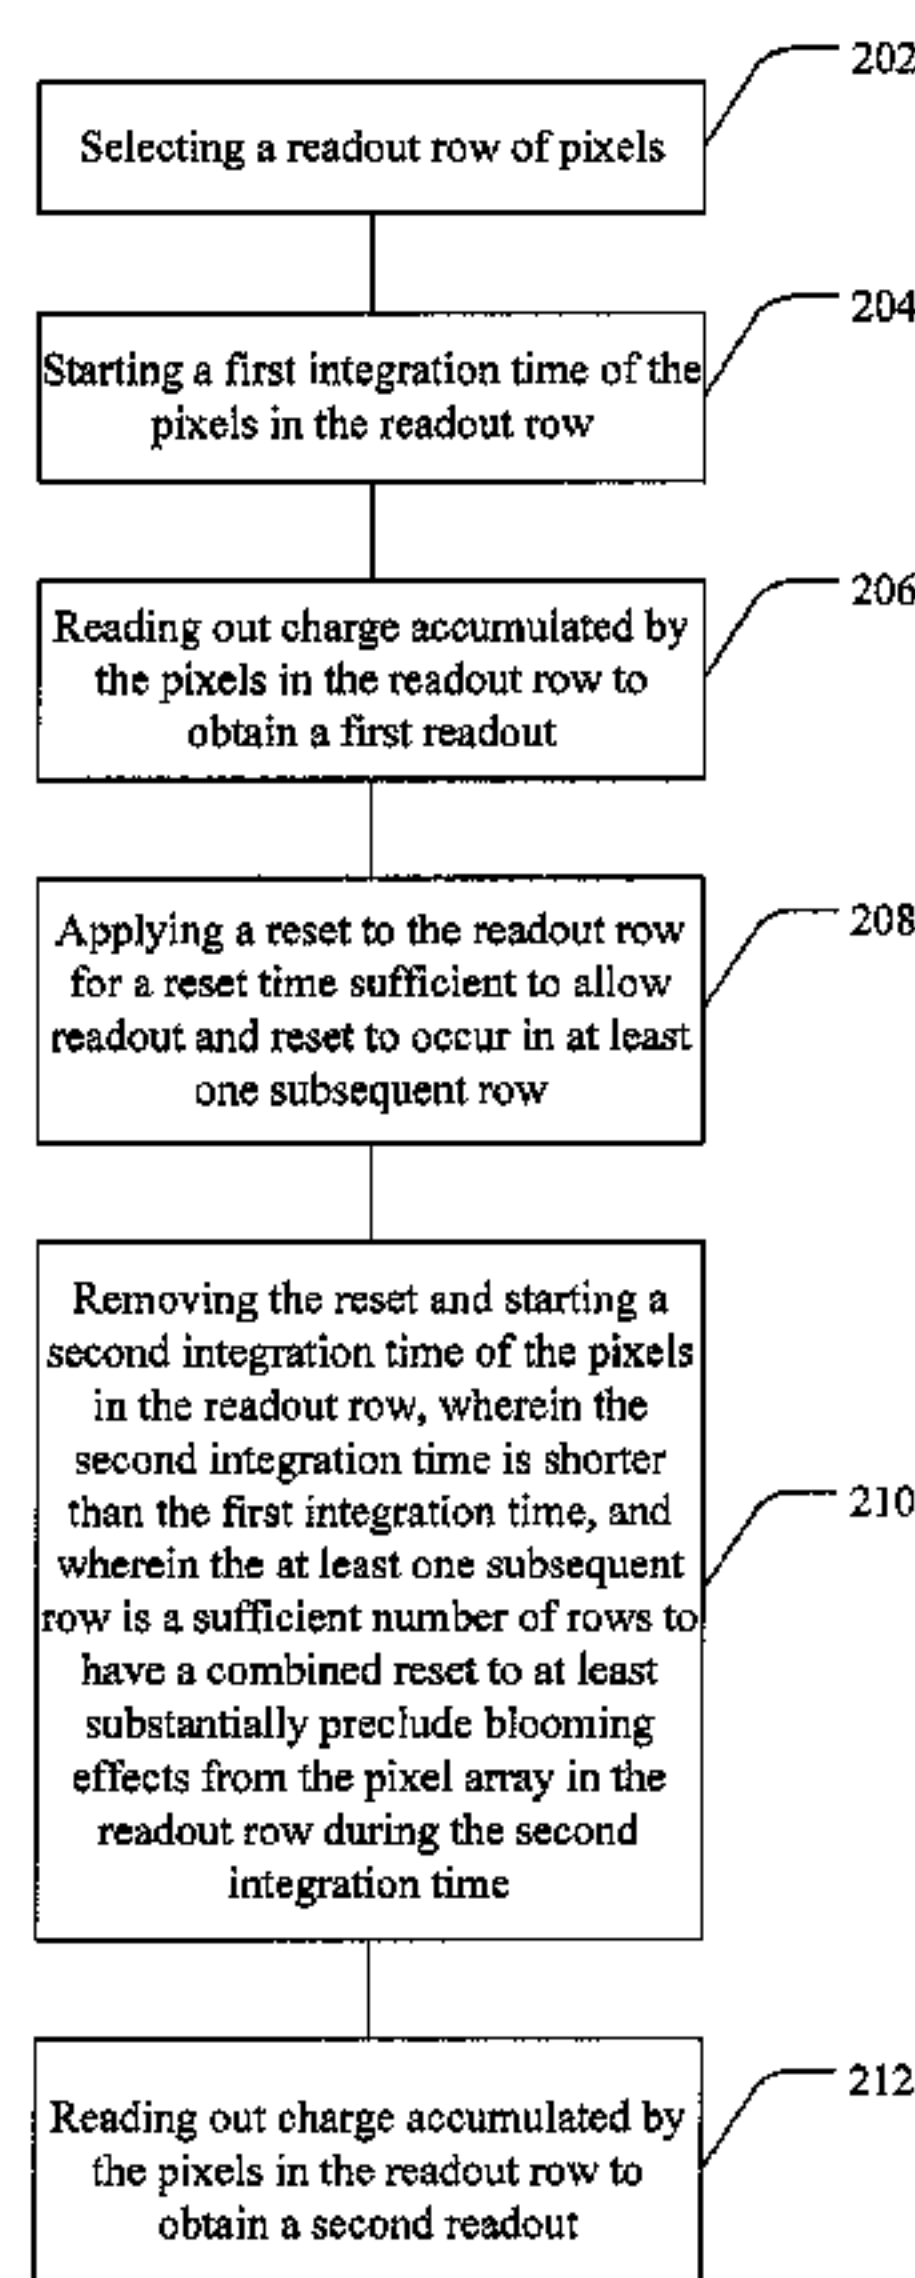 202
Selecting a readout row of pixels
204
Starting a first integration time of the
pixels in the readout row
206
Reading out charge accumulated by
the pixels in the readout row to
obtain a first readout
208
Applying a reset to the readout row
for a reset time sufficient to allow
readout and reset to occur in at least
one subsequent row
Removing the reset and starting a
second integration time of the pixels
in the readout row, wherein the
second integration time is shorter
than the first integration time, and
210
wherein the at least one subsequent
row is a sufficient number of rows to
have a combined reset to at least
substantially preclude blooming
effects from the pixel array in the
readout row during the second
integration time
212
Reading out charge accumulated by
the pixels in the readout row to
obtain a second readout